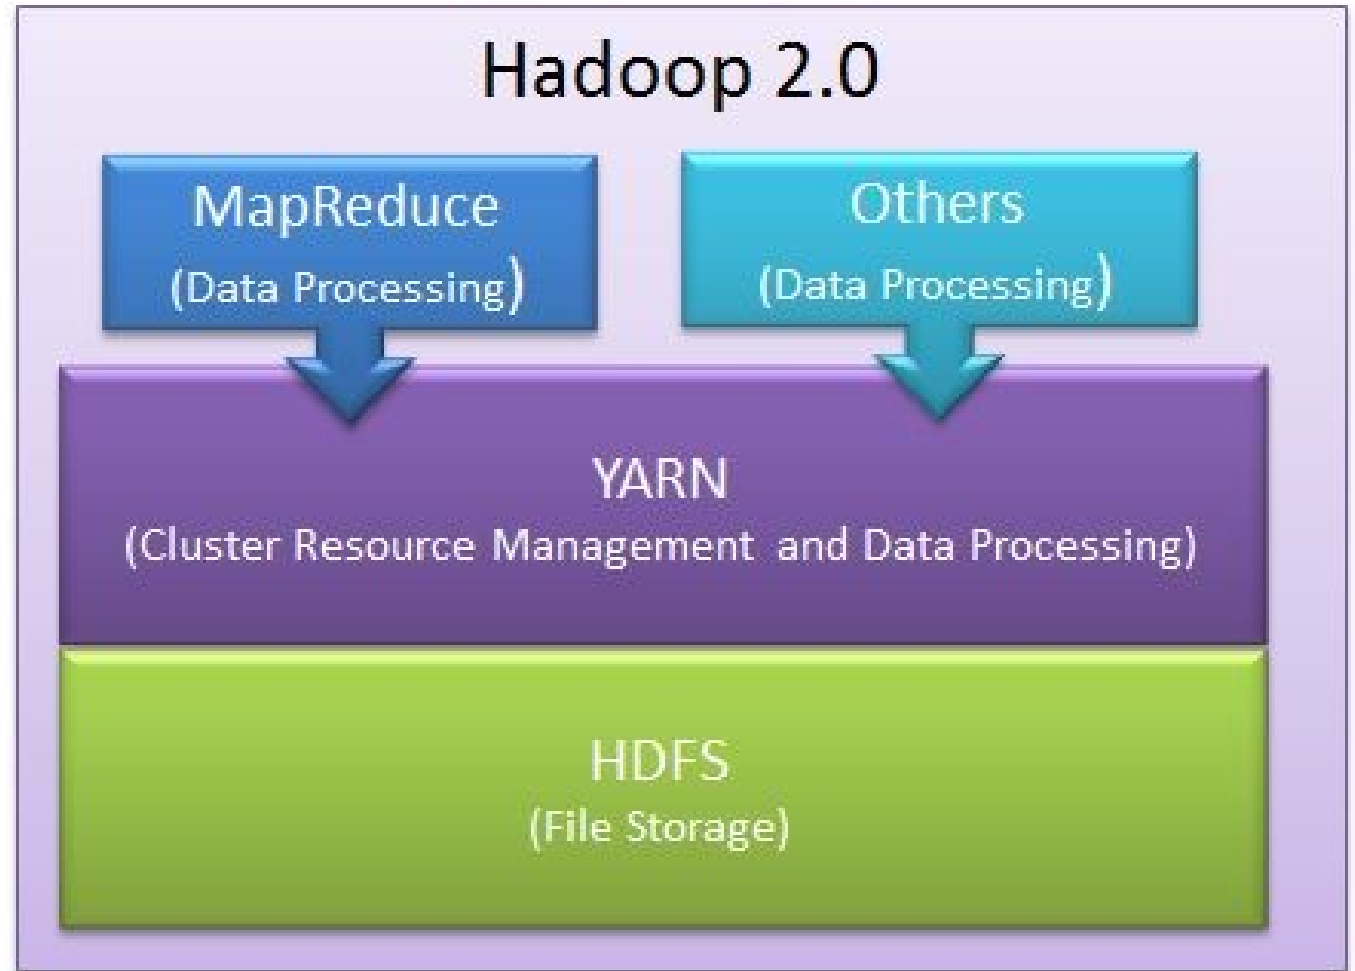 Hadoop 2.0
MapReduce
(Data Processing)
Others
(Data Processing)
YARN
(Cluster Resource Management and Data Processing)
HDFS
(File Storage)